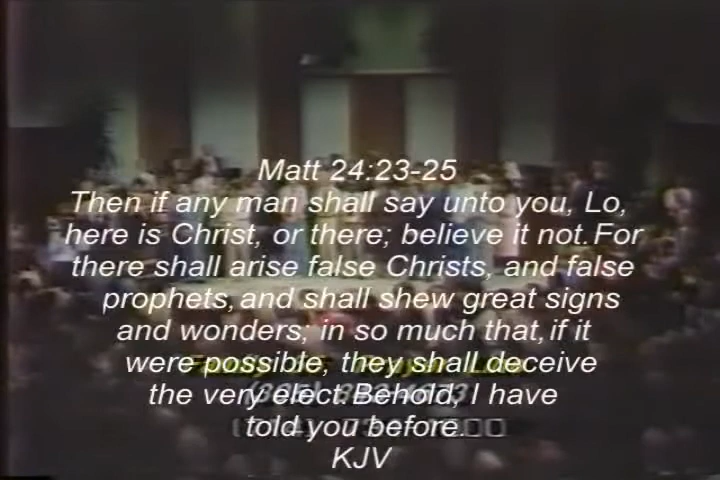 Matt 24:23-25
Then if any man shall say unto you, Lo,
here is Christ, or there; believe it not. For
there shall arise false Christs, and false
prophets, and shall shew great signs
and wonders; in so much that, if it
were possible, they shall deceive
the very elect. Behold, I have
told you before.
KJV